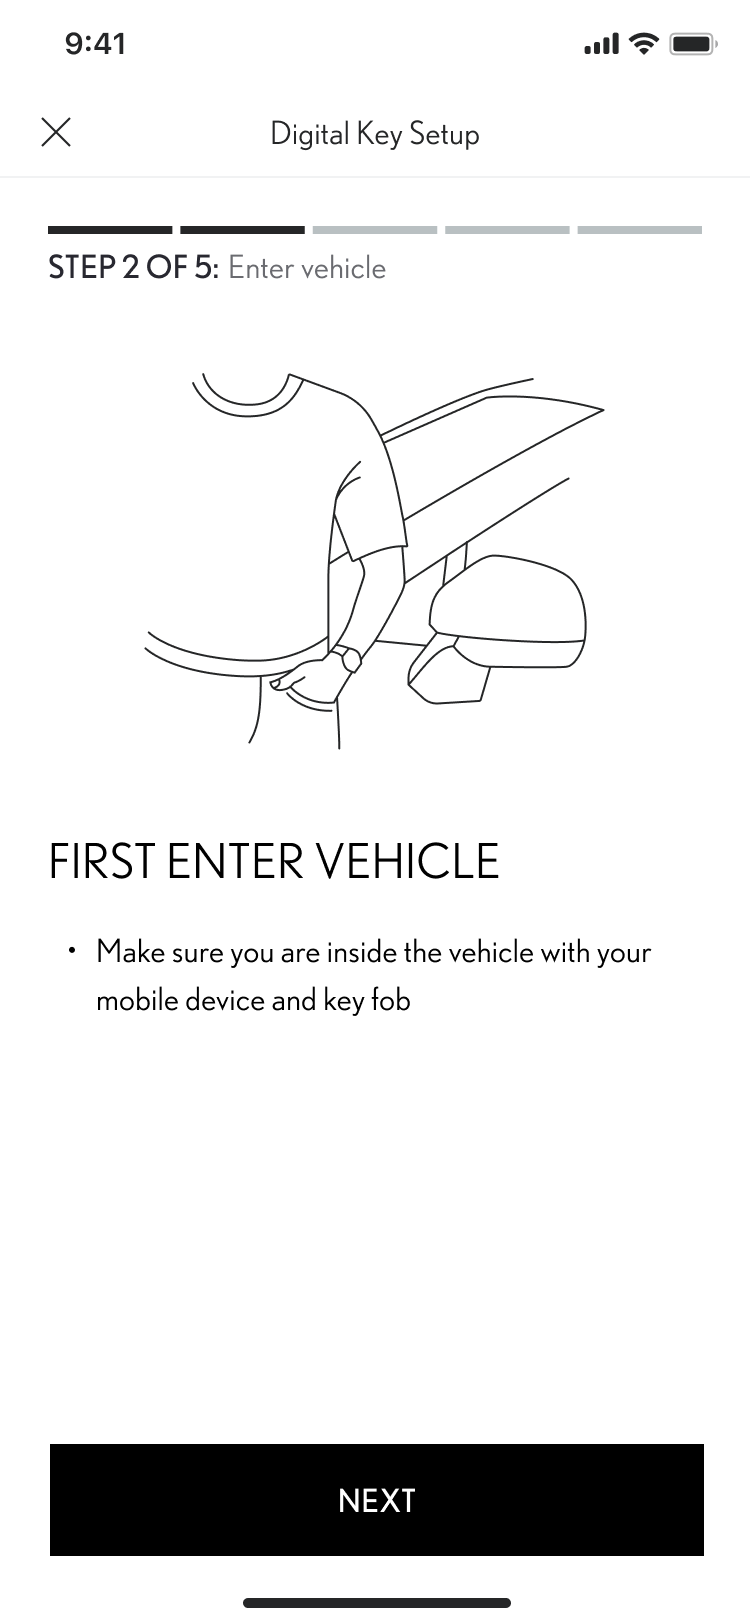 9:41
Digital Key Setup
STEP 2 OF 5: Enter vehicle
FIRST ENTER VEHICLE
• Make sure you are inside the vehicle with your
mobile device and key fob
NEXT